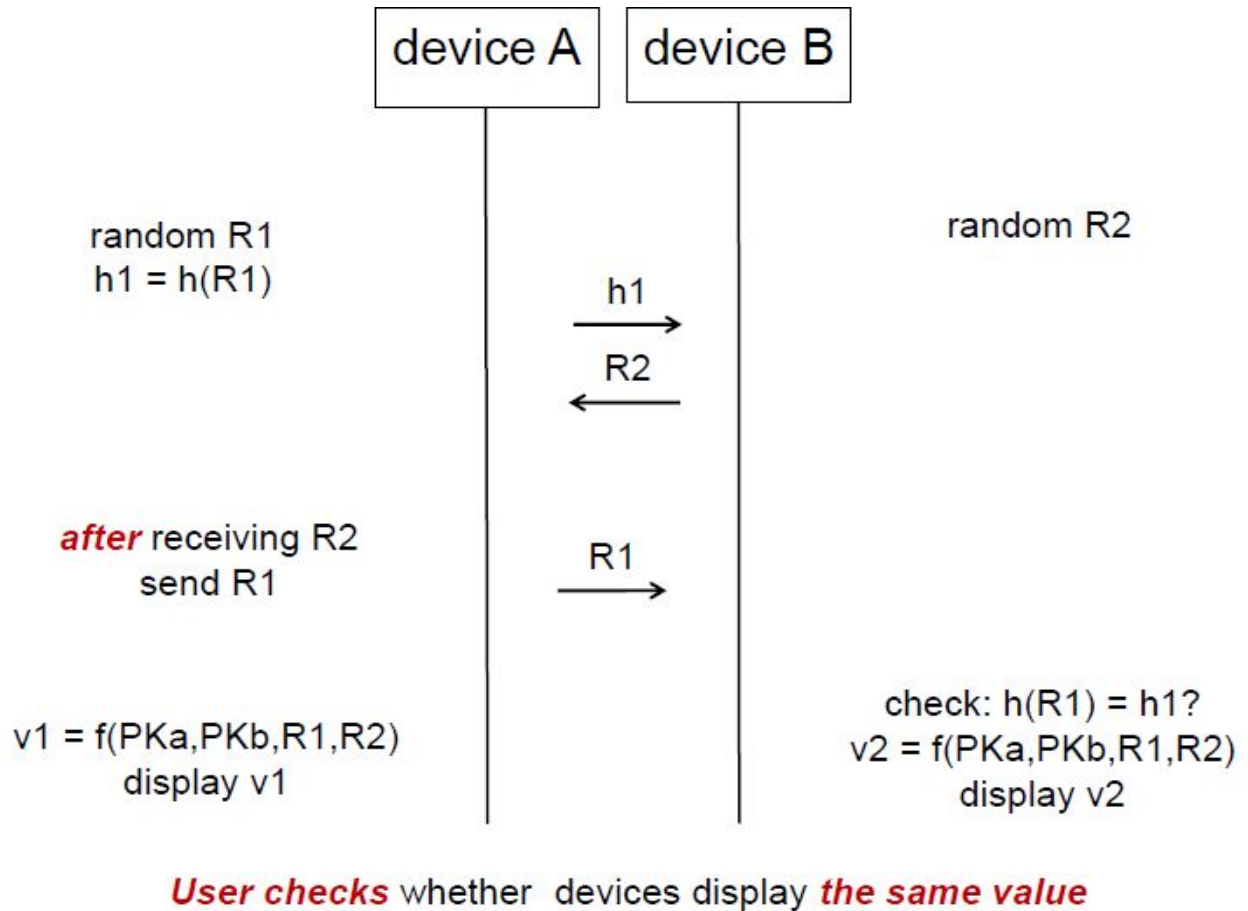 device A
device B
random R1
h1 = h(R1)
random R2
h1
R2
after receiving R2
send R1
R1
v1 = f(PKa,PKb,R1,R2)
display v1
check: h(R1) = h1?
v2 = f(PKa,PKb,R1,R2)
display v2
User checks whether devices display the same value